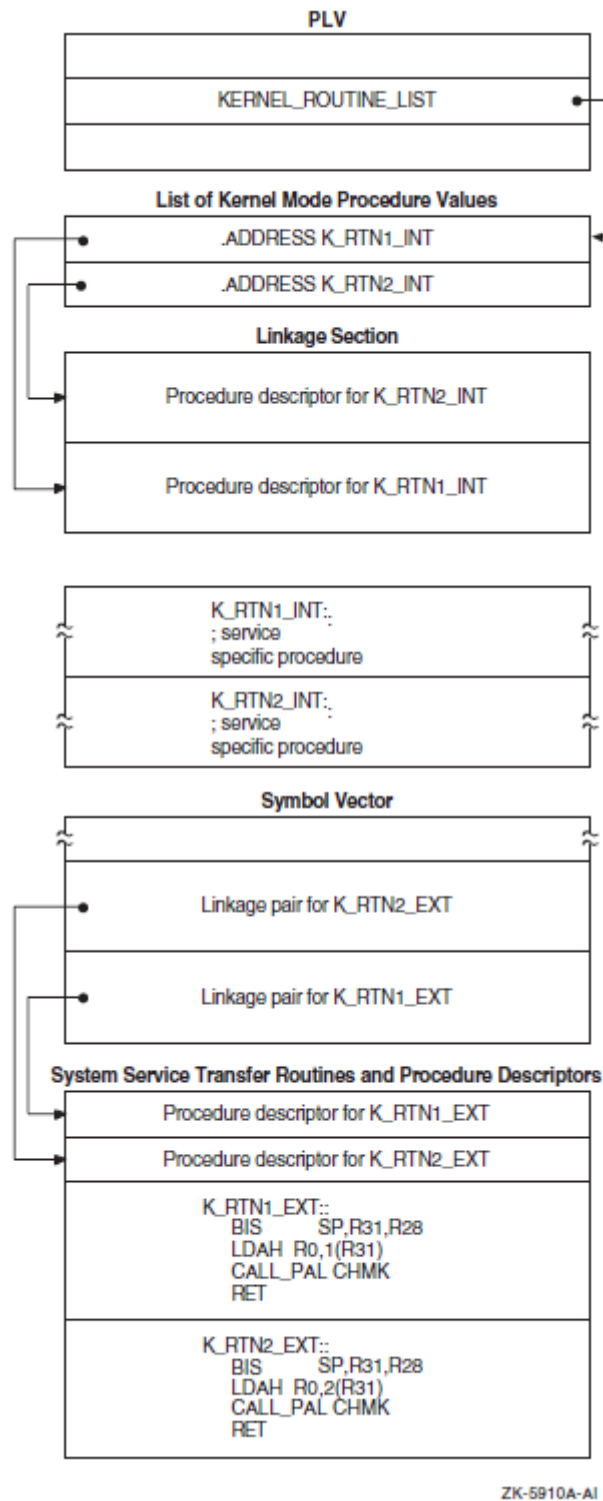 PLV
KERNEL_ROUTINE_LIST
List of Kernel Mode Procedure Values
.ADDRESS K_RTN1_INT
.ADDRESS K_RTN2_INT
Linkage Section
Procedure descriptor for K_RTN2_INT
Procedure descriptor for K_RTN1_INT
K_RTN1_INT::
; service
specific procedure
K_RTN2_INT::
; service
specific procedure
Symbol Vector
Linkage pair for K_RTN2_EXT
Linkage pair for K_RTN1_EXT
System Service Transfer Routines and Procedure Descriptors
Procedure descriptor for K_RTN1_EXT
Procedure descriptor for K_RTN2_EXT
K_RTN1_EXT::
BIS SP,R31,R28
LDAH R0,1(R31)
CALL_PAL CHMK
RET
K_RTN2_EXT::
BIS SP,R31,R28
LDAH R0,2(R31)
CALL_PAL CHMK
RET
ZK-5910A-AI